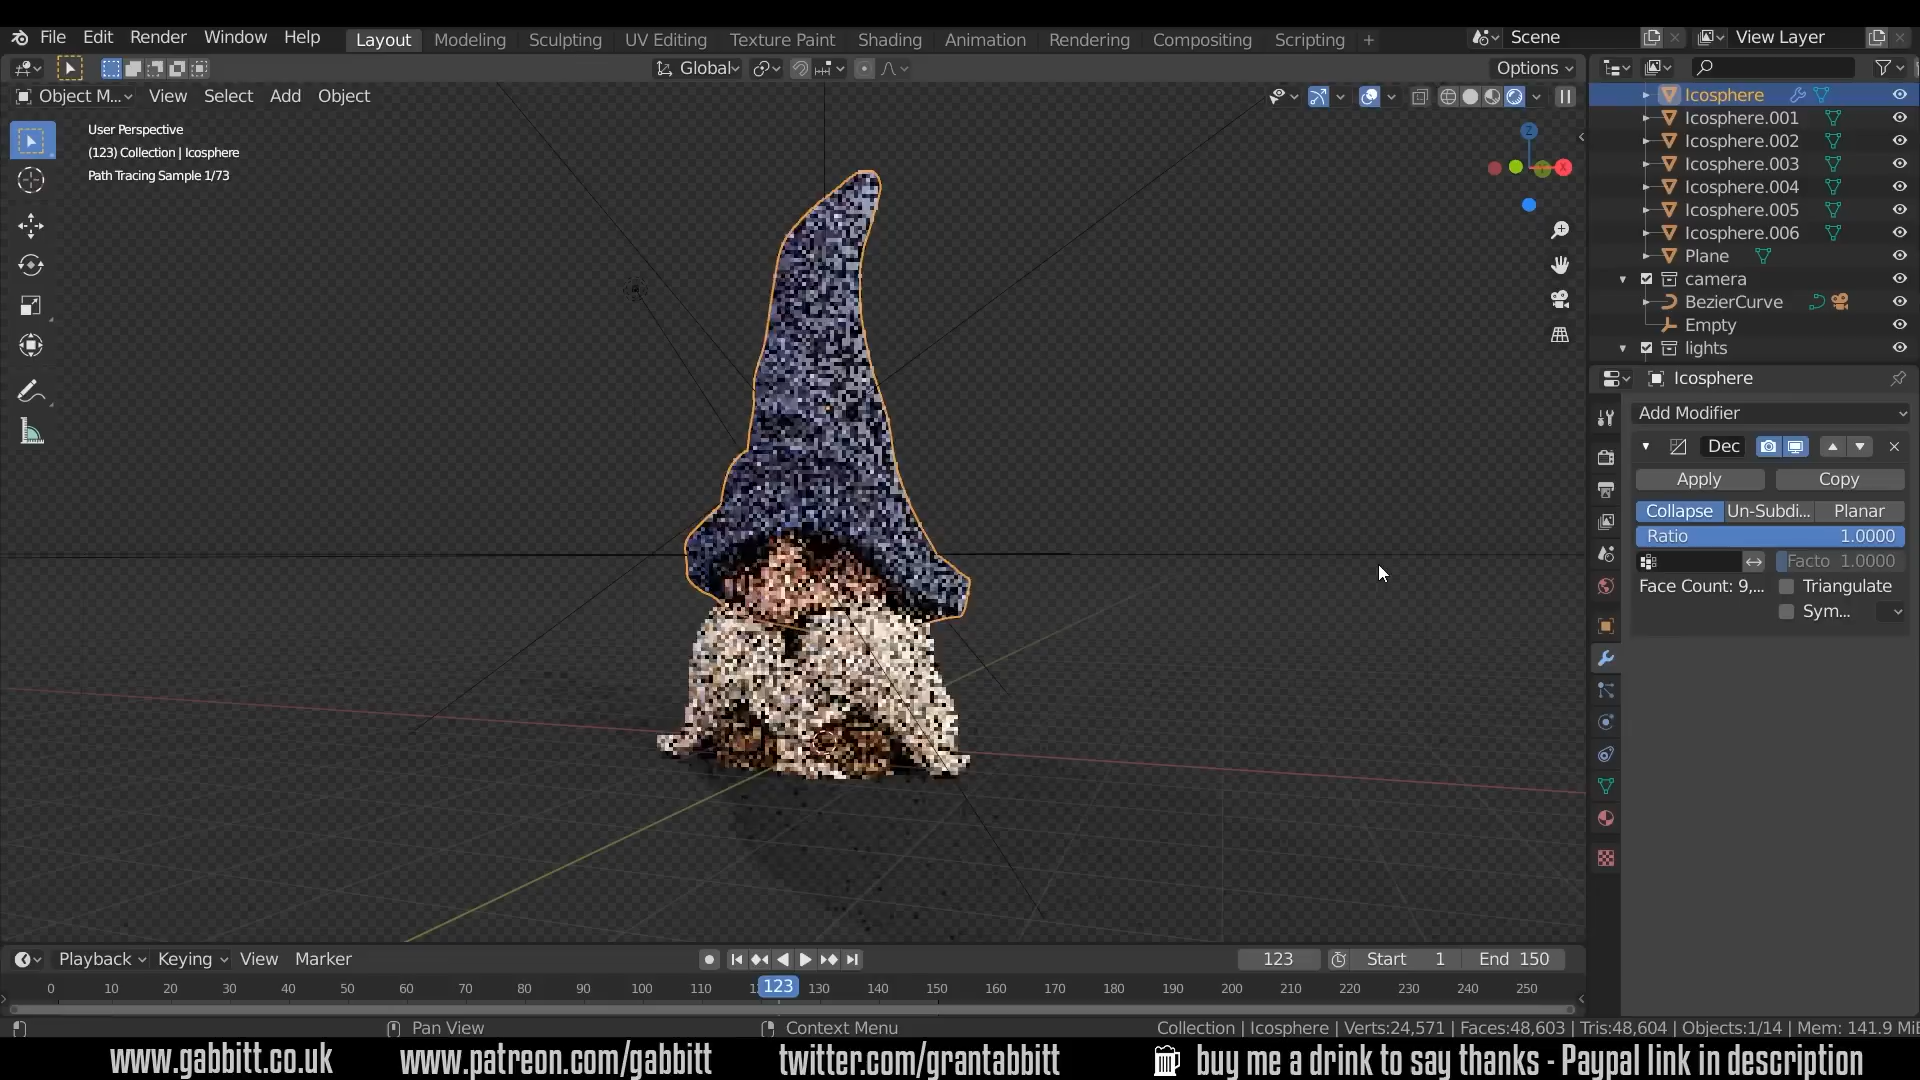 File Edit Render Window Help Layout Modeling Sculpting UV Editing Texture Paint Shading Animation Rendering Compositing Scripting + Scene View Layer
Global Options
Object M... View Select Add Object
User Perspective
(123) Collection | Icosphere
Path Tracing Sample 1/73
Z
X
Icosphere
Icosphere.001
Icosphere.002
Icosphere.003
Icosphere.004
Icosphere.005
Icosphere.006
Plane
camera
BezierCurve
Empty
lights
Icosphere
Add Modifier
Dec
Apply Copy
Collapse Un-Subdi... Planar
Ratio 1.0000
Facto 1.0000
Face Count: 9,... Triangulate
Sym...
Playback Keying View Marker 123 Start 1 End 150
0 10 20 30 40 50 60 70 80 90 100 110 123 130 140 150 160 170 180 190 200 210 220 230 240 250
Pan View Context Menu Collection | Icosphere | Verts:24,571 | Faces:48,603 | Tris:48,604 | Objects:1/14 | Mem: 141.9 MiB
www.gabbitt.co.uk www.patreon.com/gabbitt twitter.com/grantabbitt buy me a drink to say thanks - Paypal link in description